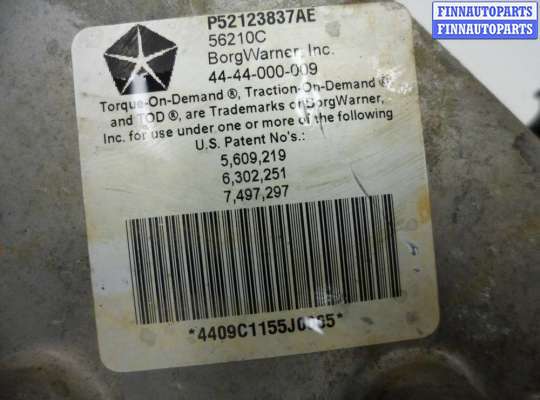 FINNAUTOPARTS
FINNAUTOPARTS
P52123837AE
56210C
BorgWarner, Inc.
44-44-000-009
Torque-On-Demand ®, Traction-On-Demand ®,
and TOD ®, are Trademarks of BorgWarner,
Inc. for use under one or more of the following
U.S. Patent No's.:
5,609,219
6,302,251
7,497,297